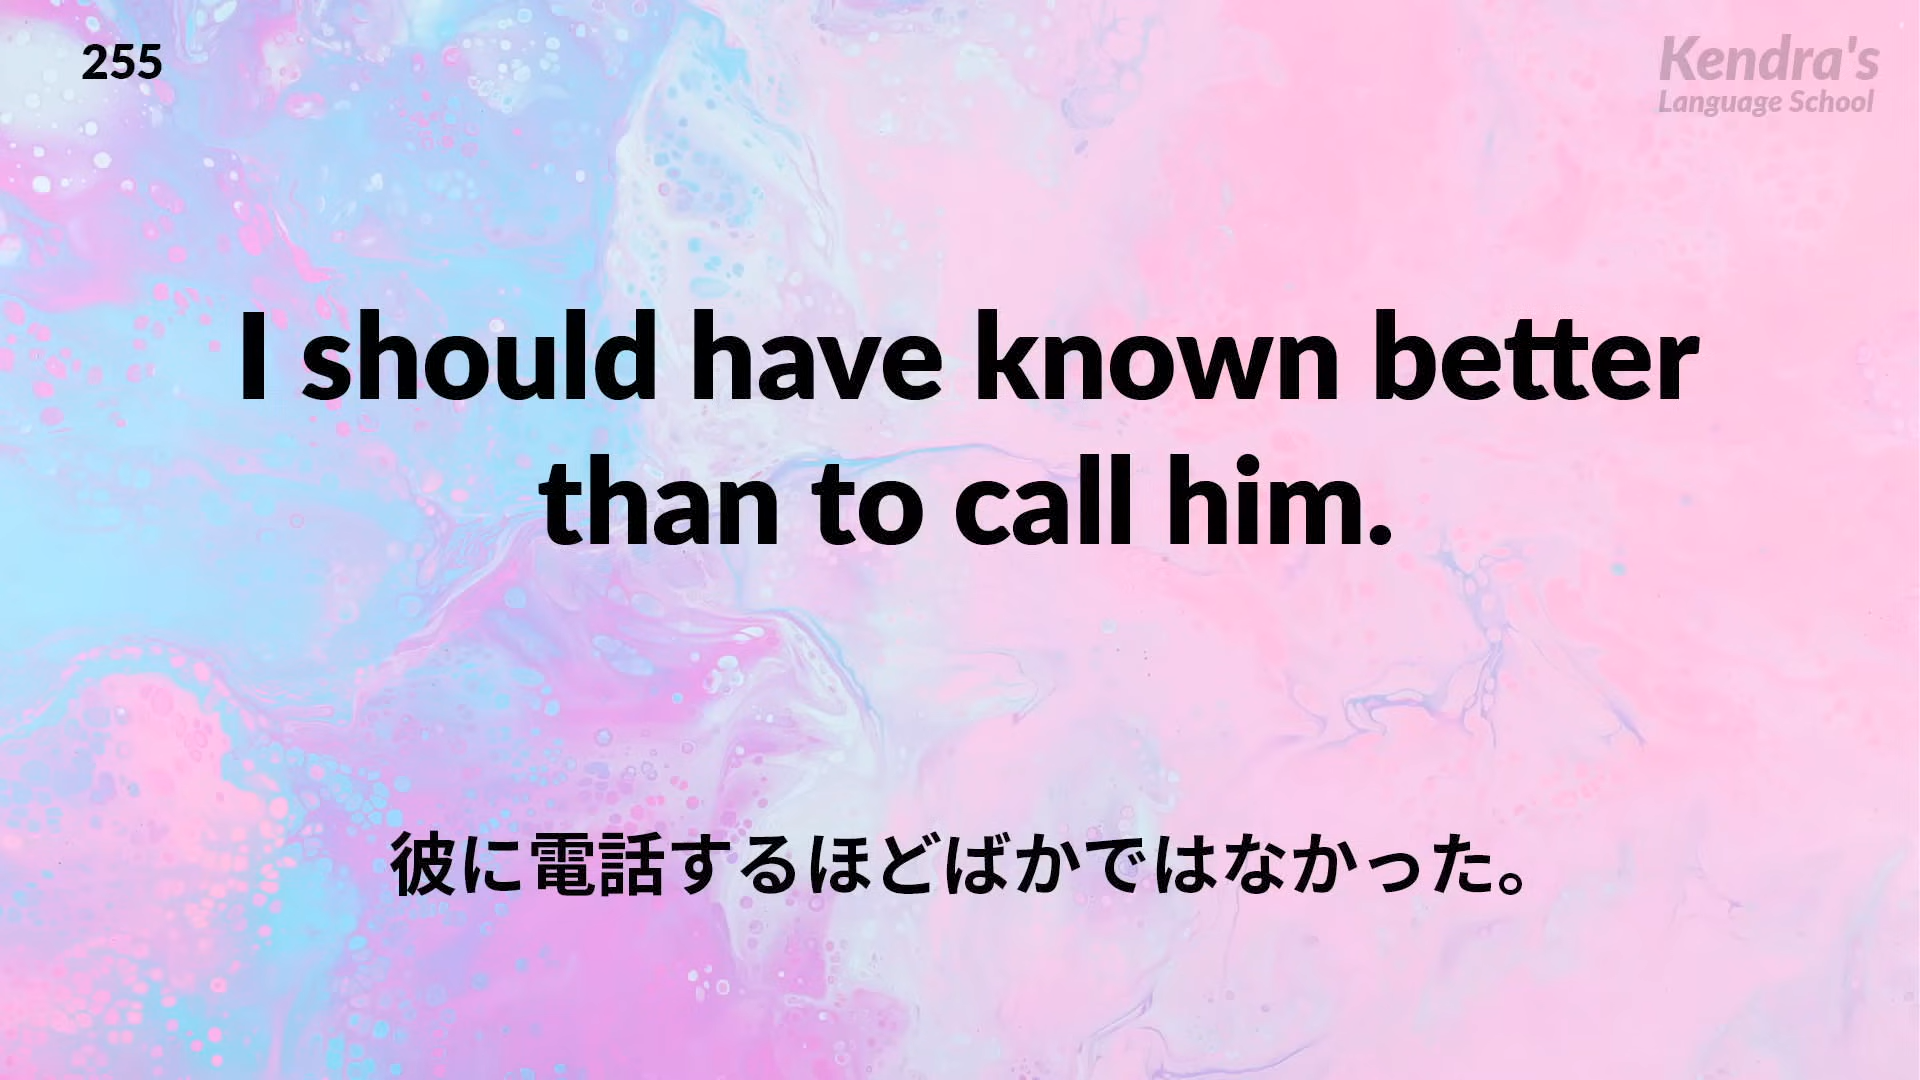 255
Kendra's
Language School
I should have known better
than to call him.
彼に電話するほどばかではなかった。